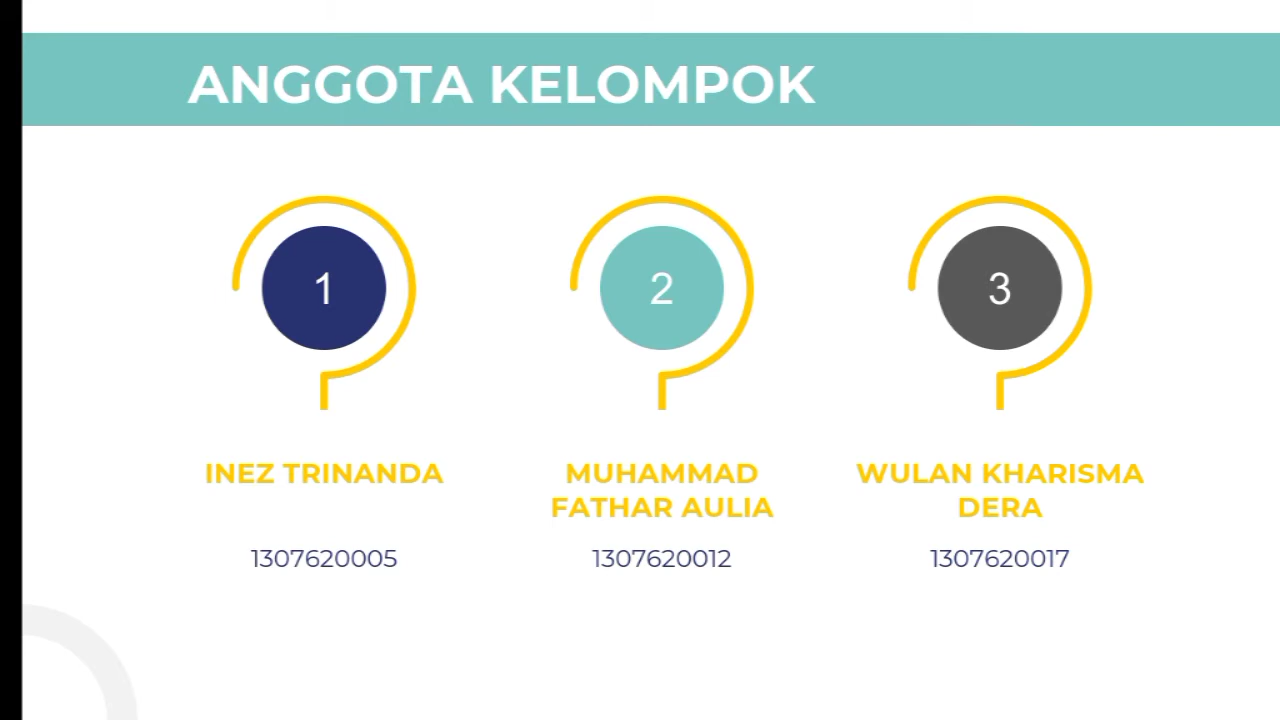 ANGGOTA KELOMPOK
1
2
3
INEZ TRINANDA
MUHAMMAD
FATHAR AULIA
WULAN KHARISMA
DERA
1307620005
1307620012
1307620017